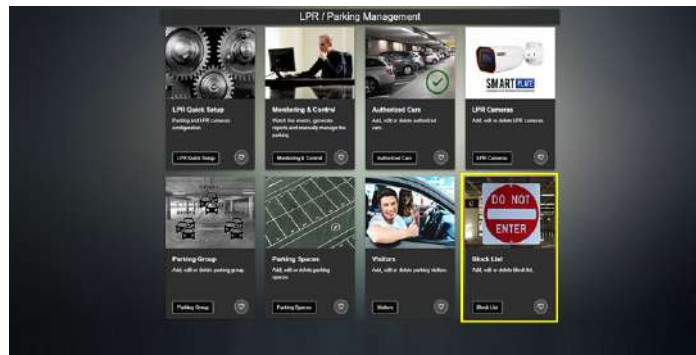 LPR / Parking Management
SMART PLATE
LPR Quick Setup
Parking and LPR cameras
configuration.
LPR Quick Setup
Monitoring & Control
Watch live events, generate
reports and manually manage the
parking.
Monitoring & Control
Authorized Cars
Add, edit or delete authorized
cars.
Authorized Cars
LPR Cameras
Add, edit or delete LPR cameras.
LPR Cameras
DO NOT
ENTER
Parking Group
Add, edit or delete parking group.
Parking Group
Parking Spaces
Add, edit or delete parking
spaces.
Parking Spaces
Visitors
Add, edit or delete parking visitors.
Visitors
Block List
Add, edit or delete block list.
Block List